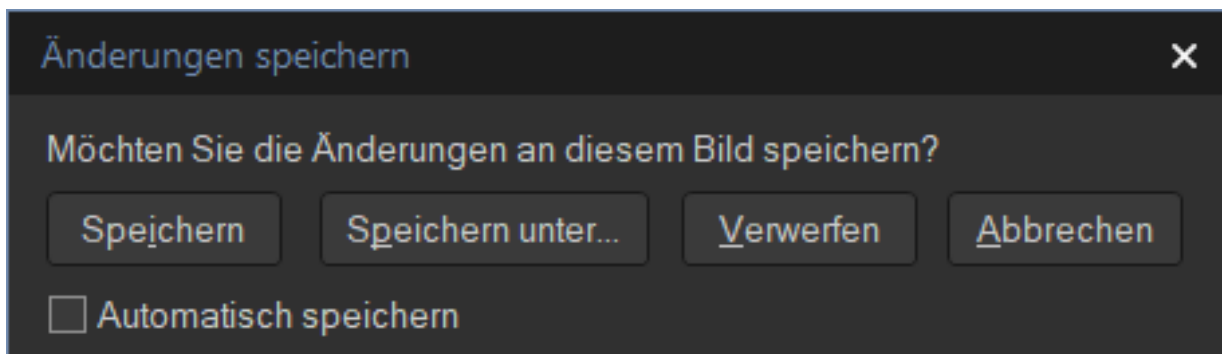 Änderungen speichern
Möchten Sie die Änderungen an diesem Bild speichern?
Speichern Speichern unter... Verwerfen Abbrechen
Automatisch speichern